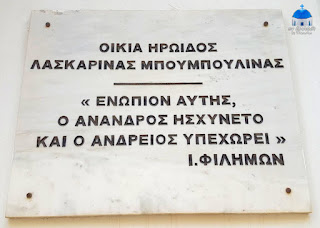 ΟΙΚΙΑ ΗΡΩΙΔΟΣ
ΛΑΣΚΑΡΙΝΑΣ ΜΠΟΥΜΠΟΥΛΙΝΑΣ
« ΕΝΩΠΙΟΝ ΑΥΤΗΣ,
Ο ΑΝΑΝΔΡΟΣ ΗΣΧΥΝΕΤΟ
ΚΑΙ Ο ΑΝΔΡΕΙΟΣ ΥΠΕΧΩΡΕΙ »
Ι.ΦΙΛΗΜΩΝ